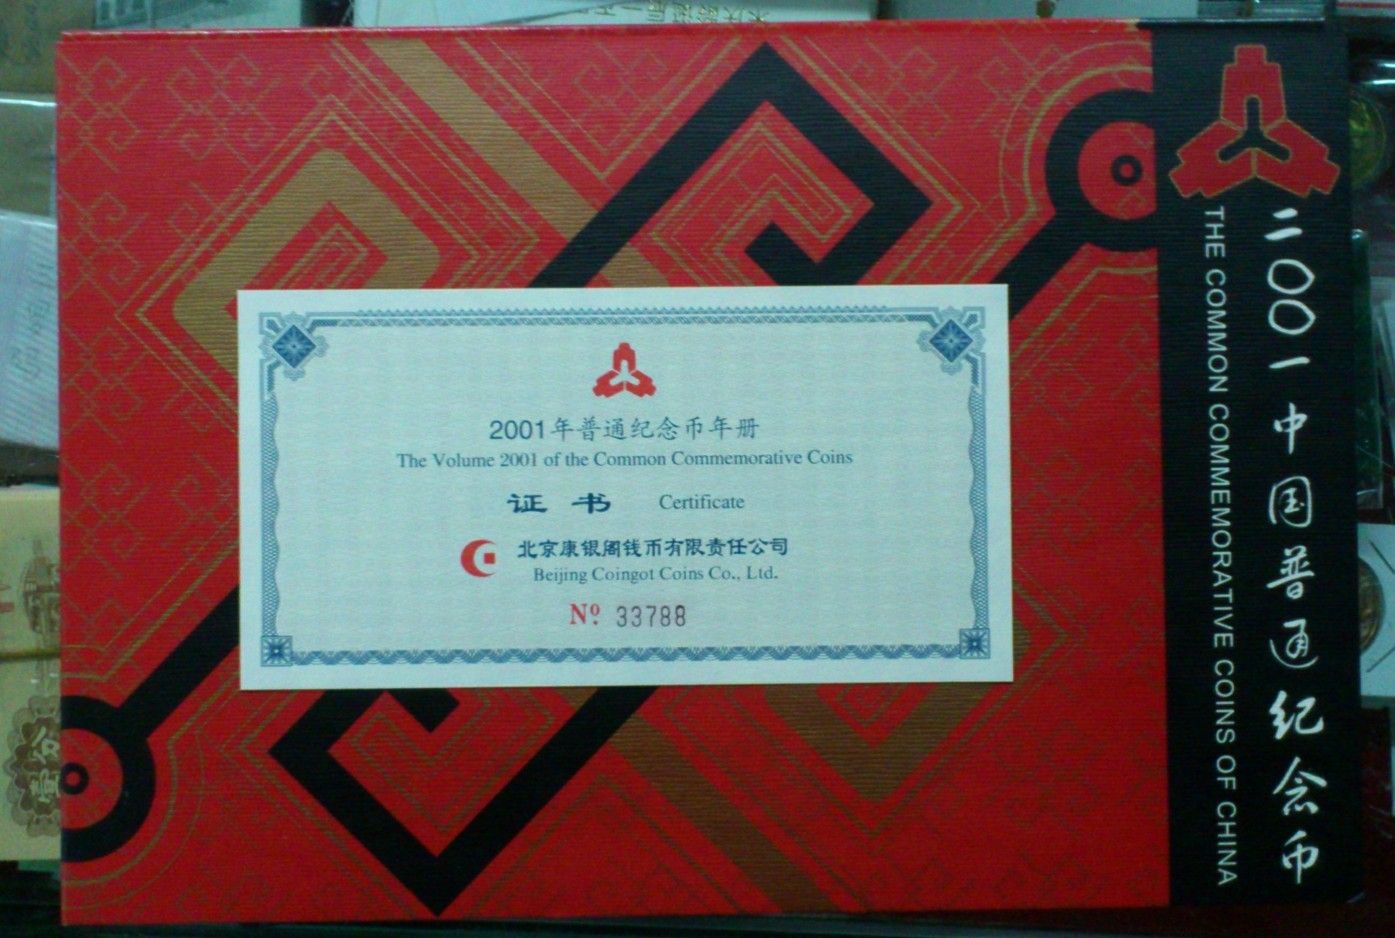 2001年普通纪念币年册
The Volume 2001 of the Common Commemorative Coins
证书 Certificate
北京康银阁钱币有限责任公司
Beijing Coingot Coins Co., Ltd.
Nº. 33788
二〇〇一中国普通纪念币
THE COMMON COMMEMORATIVE COINS OF CHINA